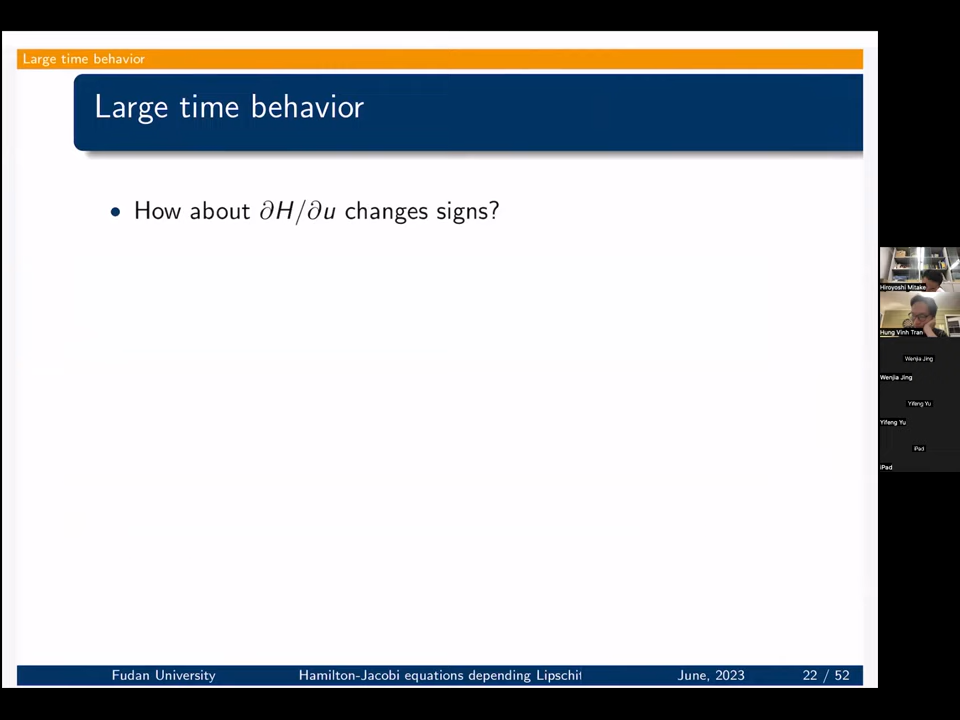 Large time behavior
Large time behavior
• How about ∂H/∂u changes signs?
Fudan University Hamilton-Jacobi equations depending Lipschit June, 2023 22 / 52
Hiroyoshi Mitake
Hung Vinh Tran
Wenjia Jing
Wenjia Jing
Yifeng Yu
Yifeng Yu
iPad
iPad